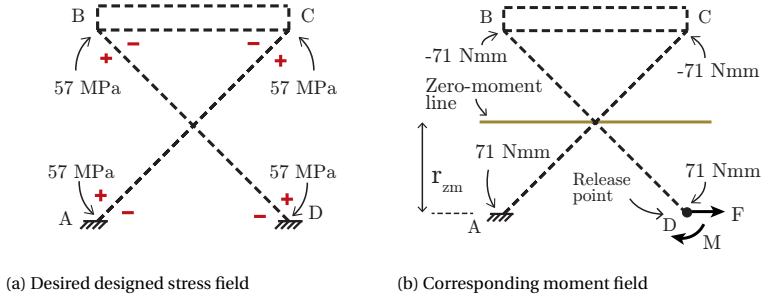 B
C
+
−
−
+
57 MPa
57 MPa
57 MPa
57 MPa
+
−
+
−
A
D
(a) Desired designed stress field
B
C
-71 Nmm
-71 Nmm
Zero-moment
line
71 Nmm
71 Nmm
r_zm
Release
point
A
D
F
M
(b) Corresponding moment field